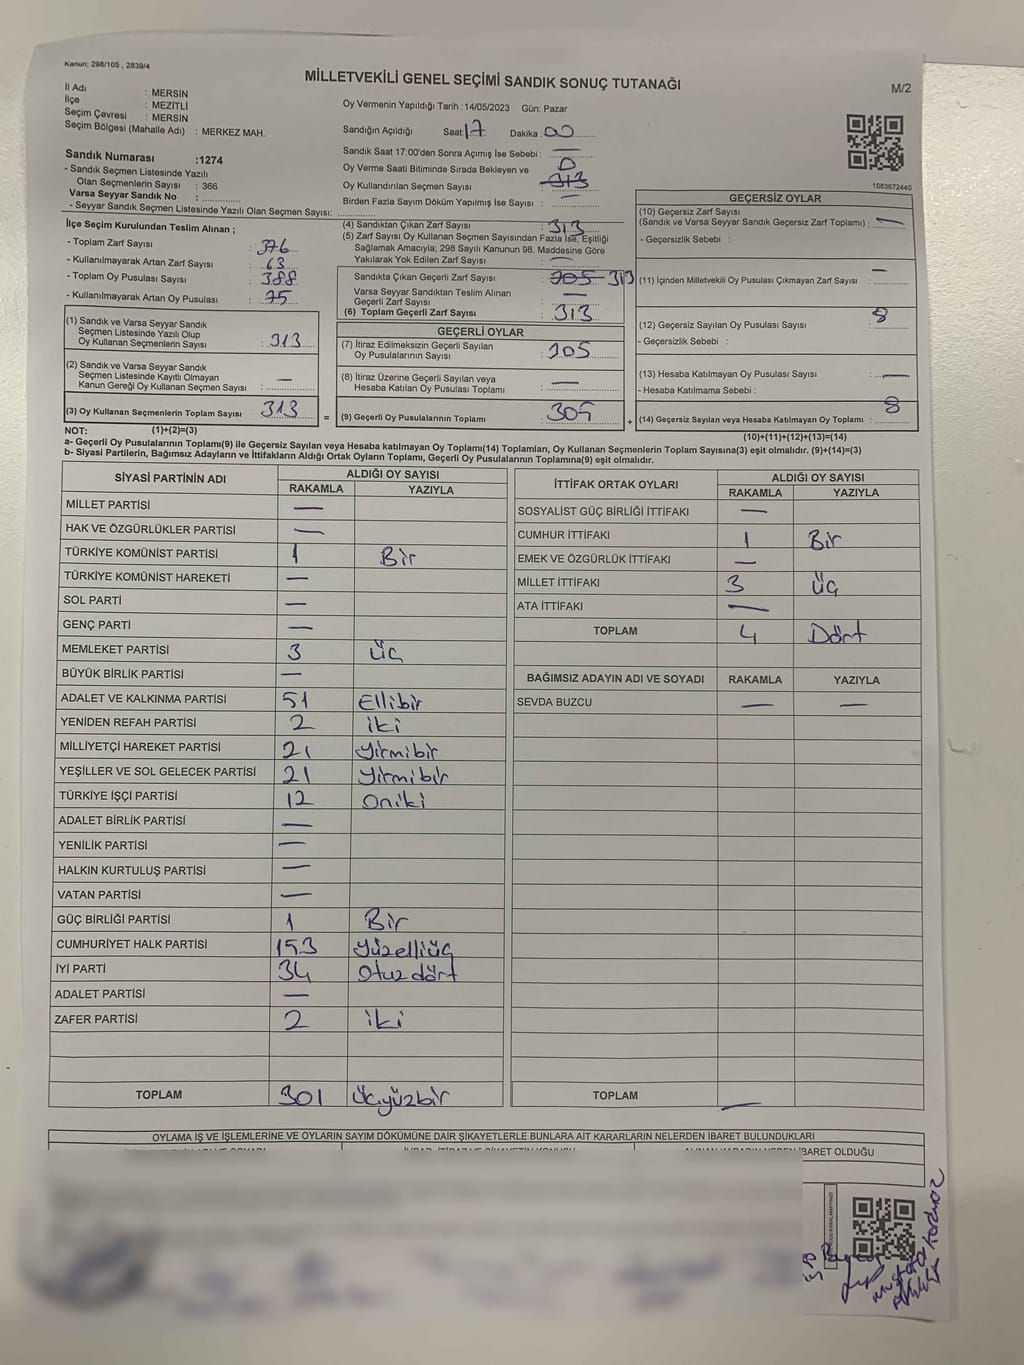 Kanun; 298/105 , 2839/4
MİLLETVEKİLİ GENEL SEÇİMİ SANDIK SONUÇ TUTANAĞI
M/2
İl Adı : MERSİN
İlçe : MEZİTLİ
Seçim Çevresi : MERSİN
Seçim Bölgesi (Mahalle Adı) : MERKEZ MAH.
Sandık Numarası :1274
- Sandık Seçmen Listesinde Yazılı
Olan Seçmenlerin Sayısı : 366
Varsa Seyyar Sandık No :
- Seyyar Sandık Seçmen Listesinde Yazılı Olan Seçmen Sayısı:
Oy Vermenin Yapıldığı Tarih :14/05/2023 Gün: Pazar
Sandığın Açıldığı Saat: 17 Dakika : 00
Sandık Saat 17:00'den Sonra Açımış İse Sebebi : —
Oy Verme Saati Bitiminde Sırada Bekleyen ve 0
Oy Kullandırılan Seçmen Sayısı : 313
Birden Fazla Sayım Döküm Yapılmış İse Sayısı : —
1083672440
İlçe Seçim Kurulundan Teslim Alınan ;
- Toplam Zarf Sayısı : 376
- Kullanılmayarak Artan Zarf Sayısı : 63
- Toplam Oy Pusulası Sayısı : 388
- Kullanılmayarak Artan Oy Pusulası : 75
(1) Sandık ve Varsa Seyyar Sandık
Seçmen Listesinde Yazılı Olup
Oy Kullanan Seçmenlerin Sayısı : 313
(2) Sandık ve Varsa Seyyar Sandık
Seçmen Listesinde Kayıtlı Olmayan
Kanun Gereği Oy Kullanan Seçmen Sayısı : —
(3) Oy Kullanan Seçmenlerin Toplam Sayısı 313
=
(4) Sandıktan Çıkan Zarf Sayısı : 313
(5) Zarf Sayısı Oy Kullanan Seçmen Sayısından Fazla İse, Eşitliği
Sağlamak Amacıyla; 298 Sayılı Kanunun 98. Maddesine Göre
Yakılarak Yok Edilen Zarf Sayısı : —
Sandıkta Çıkan Geçerli Zarf Sayısı : 305 313
Varsa Seyyar Sandıktan Teslim Alınan
Geçerli Zarf Sayısı : —
(6) Toplam Geçerli Zarf Sayısı : 313
GEÇERLİ OYLAR
(7) İtiraz Edilmeksizin Geçerli Sayılan
Oy Pusulalarının Sayısı : 305
(8) İtiraz Üzerine Geçerli Sayılan veya
Hesaba Katılan Oy Pusulası Toplamı : —
(9) Geçerli Oy Pusulalarının Toplamı : 305
+
GEÇERSİZ OYLAR
(10) Geçersiz Zarf Sayısı
(Sandık ve Varsa Seyyar Sandık Geçersiz Zarf Toplamı) : —
- Geçersizlik Sebebi :
(11) İçinden Milletvekili Oy Pusulası Çıkmayan Zarf Sayısı : —
(12) Geçersiz Sayılan Oy Pusulası Sayısı : 8
- Geçersizlik Sebebi :
(13) Hesaba Katılmayan Oy Pusulası Sayısı : —
- Hesaba Katılmama Sebebi :
(14) Geçersiz Sayılan veya Hesaba Katılmayan Oy Toplamı : 8
NOT: (1)+(2)=(3)
(10)+(11)+(12)+(13)=(14)
a- Geçerli Oy Pusulalarının Toplamı(9) ile Geçersiz Sayılan veya Hesaba katılmayan Oy Toplamı(14) Toplamları, Oy Kullanan Seçmenlerin Toplam Sayısına(3) eşit olmalıdır. (9)+(14)=(3)
b- Siyasi Partilerin, Bağımsız Adayların ve İttifakların Aldığı Ortak Oyların Toplamı, Geçerli Oy Pusulalarının Toplamına(9) eşit olmalıdır.
SİYASİ PARTİNİN ADI ALDIĞI OY SAYISI
RAKAMLA YAZIYLA
MİLLET PARTİSİ —
HAK VE ÖZGÜRLÜKLER PARTİSİ —
TÜRKİYE KOMÜNİST PARTİSİ 1 Bir
TÜRKİYE KOMÜNİST HAREKETİ —
SOL PARTİ —
GENÇ PARTİ —
MEMLEKET PARTİSİ 3 Üç
BÜYÜK BİRLİK PARTİSİ —
ADALET VE KALKINMA PARTİSİ 51 Ellibir
YENİDEN REFAH PARTİSİ 2 iki
MİLLİYETÇİ HAREKET PARTİSİ 21 Yirmibir
YEŞİLLER VE SOL GELECEK PARTİSİ 21 Yirmibir
TÜRKİYE İŞÇİ PARTİSİ 12 Oniki
ADALET BİRLİK PARTİSİ —
YENİLİK PARTİSİ —
HALKIN KURTULUŞ PARTİSİ —
VATAN PARTİSİ —
GÜÇ BİRLİĞİ PARTİSİ 1 Bir
CUMHURİYET HALK PARTİSİ 153 Yüzelliüç
İYİ PARTİ 34 Otuzdört
ADALET PARTİSİ —
ZAFER PARTİSİ 2 iki
TOPLAM 301 Üçyüzbir
İTTİFAK ORTAK OYLARI ALDIĞI OY SAYISI
RAKAMLA YAZIYLA
SOSYALİST GÜÇ BİRLİĞİ İTTİFAKI —
CUMHUR İTTİFAKI 1 Bir
EMEK VE ÖZGÜRLÜK İTTİFAKI —
MİLLET İTTİFAKI 3 Üç
ATA İTTİFAKI —
TOPLAM 4 Dört
BAĞIMSIZ ADAYIN ADI VE SOYADI RAKAMLA YAZIYLA
SEVDA BUZCU — —
TOPLAM —
OYLAMA İŞ VE İŞLEMLERİNE VE OYLARIN SAYIM DÖKÜMÜNE DAİR ŞİKAYETLERLE BUNLARA AİT KARARLARIN NELERDEN İBARET BULUNDUKLARI
İBARET OLDUĞU